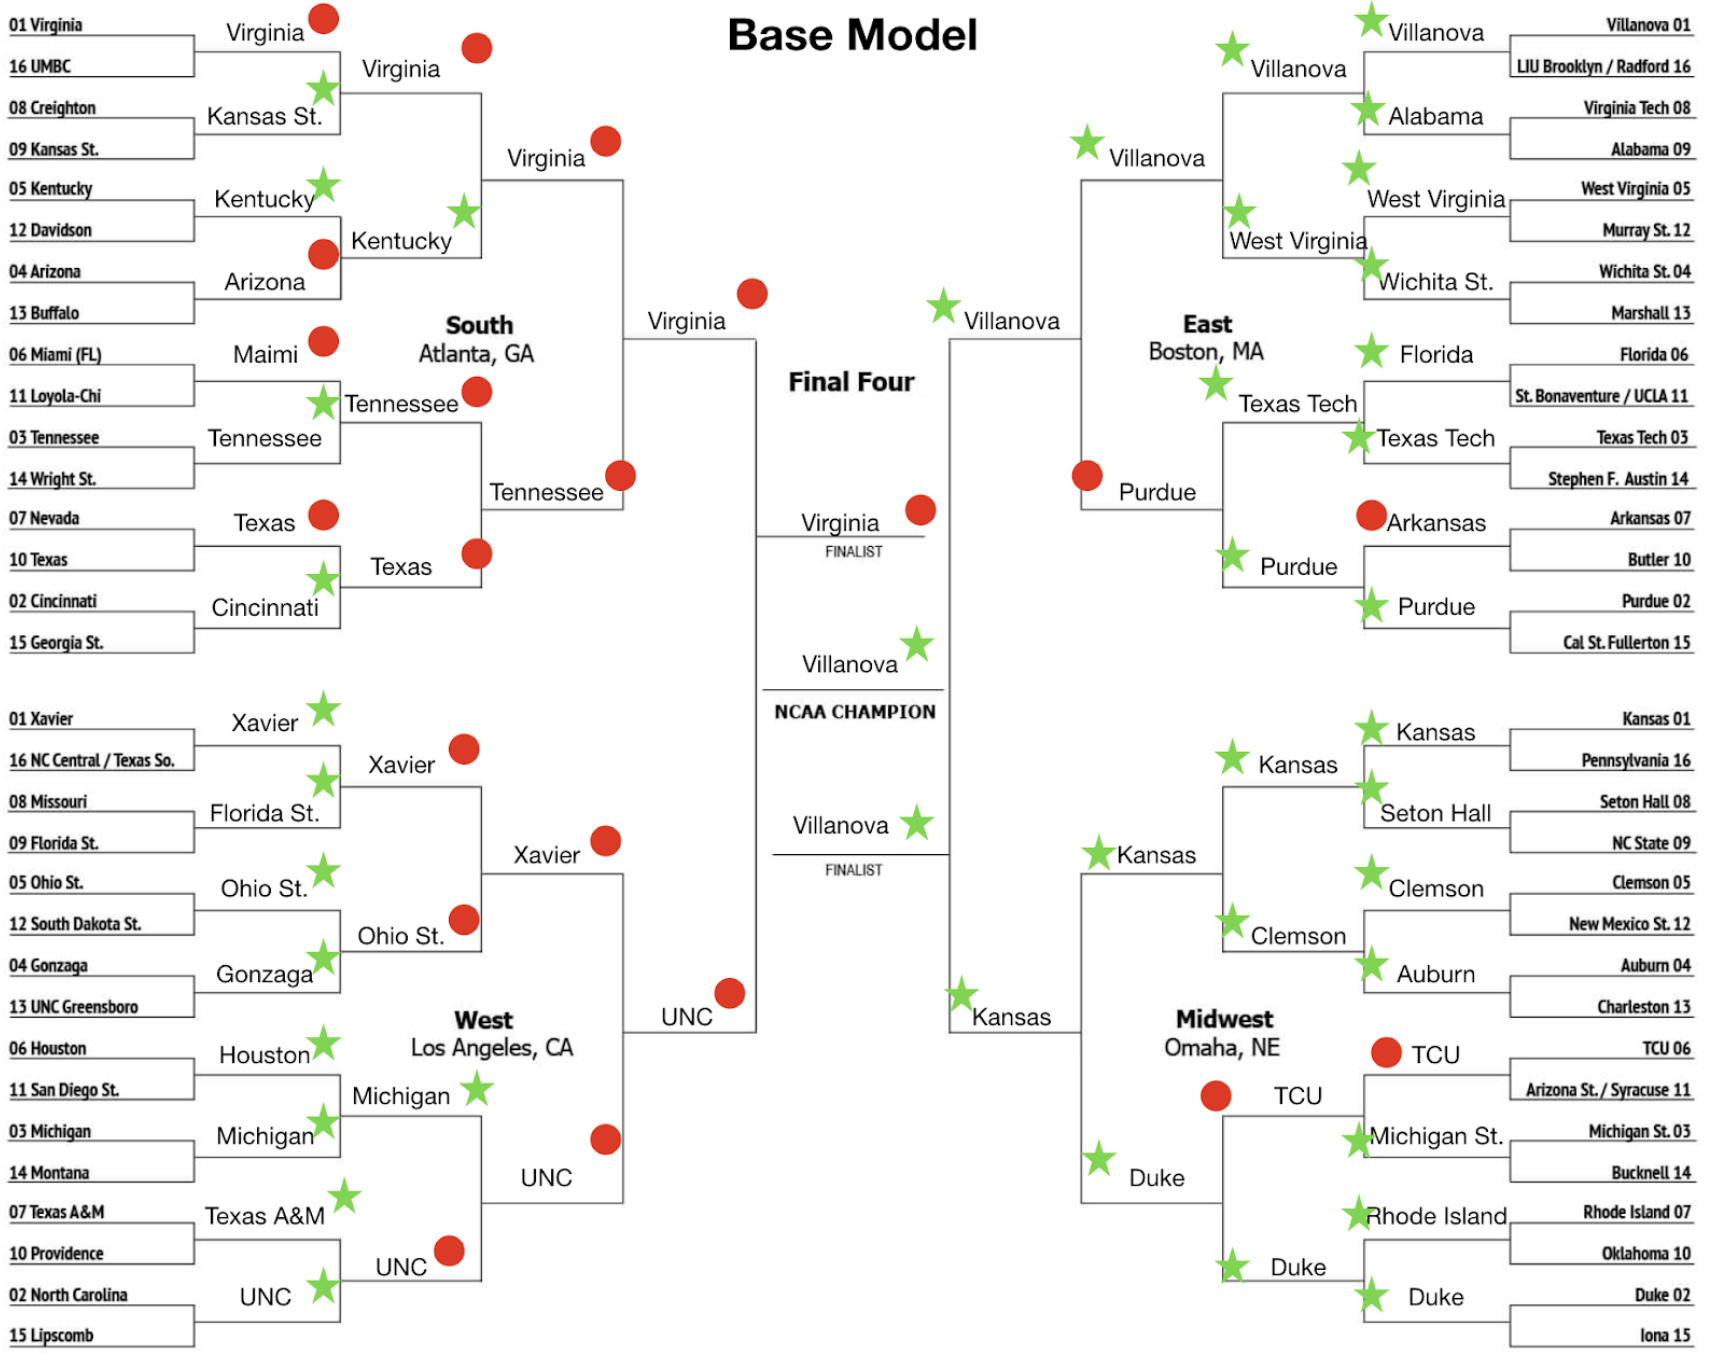 Base Model
01 Virginia
16 UMBC
08 Creighton
09 Kansas St.
05 Kentucky
12 Davidson
04 Arizona
13 Buffalo
06 Miami (FL)
11 Loyola-Chi
03 Tennessee
14 Wright St.
07 Nevada
10 Texas
02 Cincinnati
15 Georgia St.
Virginia
Kansas St.
Kentucky
Arizona
Maimi
Tennessee
Texas
Cincinnati
Virginia
Kentucky
Tennessee
Texas
Virginia
Tennessee
Virginia
South
Atlanta, GA
01 Xavier
16 NC Central / Texas So.
08 Missouri
09 Florida St.
05 Ohio St.
12 South Dakota St.
04 Gonzaga
13 UNC Greensboro
06 Houston
11 San Diego St.
03 Michigan
14 Montana
07 Texas A&M
10 Providence
02 North Carolina
15 Lipscomb
Xavier
Florida St.
Ohio St.
Gonzaga
Houston
Michigan
Texas A&M
UNC
Xavier
Ohio St.
Michigan
UNC
Xavier
UNC
UNC
West
Los Angeles, CA
Final Four
Virginia
FINALIST
Villanova
NCAA CHAMPION
Villanova
FINALIST
Villanova 01
LIU Brooklyn / Radford 16
Virginia Tech 08
Alabama 09
West Virginia 05
Murray St. 12
Wichita St. 04
Marshall 13
Florida 06
St. Bonaventure / UCLA 11
Texas Tech 03
Stephen F. Austin 14
Arkansas 07
Butler 10
Purdue 02
Cal St. Fullerton 15
Villanova
Alabama
West Virginia
Wichita St.
Florida
Texas Tech
Arkansas
Purdue
Villanova
West Virginia
Texas Tech
Purdue
Villanova
Purdue
Villanova
East
Boston, MA
Kansas 01
Pennsylvania 16
Seton Hall 08
NC State 09
Clemson 05
New Mexico St. 12
Auburn 04
Charleston 13
TCU 06
Arizona St. / Syracuse 11
Michigan St. 03
Bucknell 14
Rhode Island 07
Oklahoma 10
Duke 02
Iona 15
Kansas
Seton Hall
Clemson
Auburn
TCU
Michigan St.
Rhode Island
Duke
Kansas
Clemson
TCU
Duke
Kansas
Duke
Kansas
Midwest
Omaha, NE